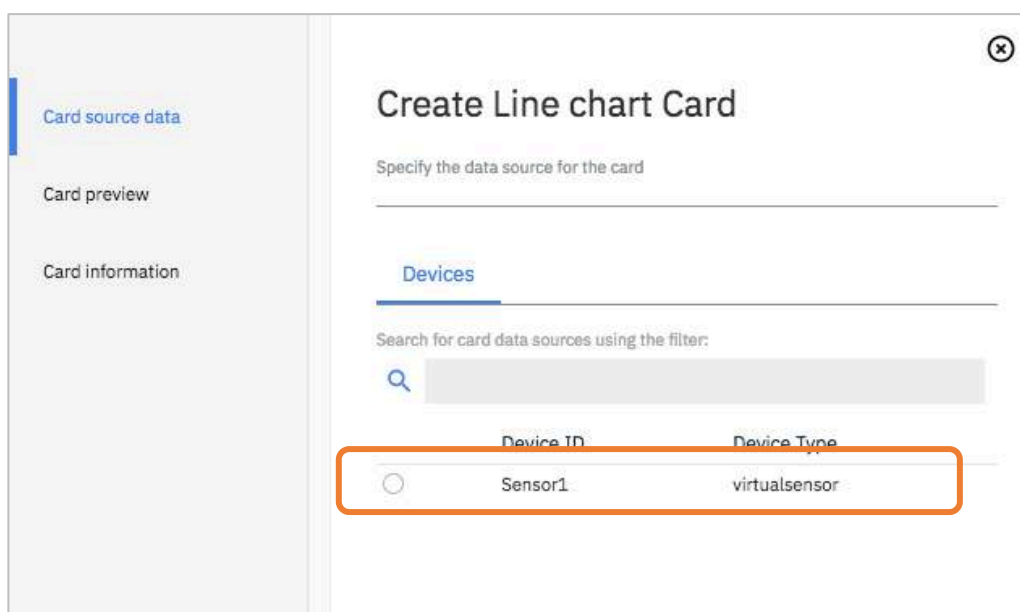 Card source data
Card preview
Card information
Create Line chart Card
Specify the data source for the card
Devices
Search for card data sources using the filter:
Device ID Device Type
Sensor1 virtualsensor